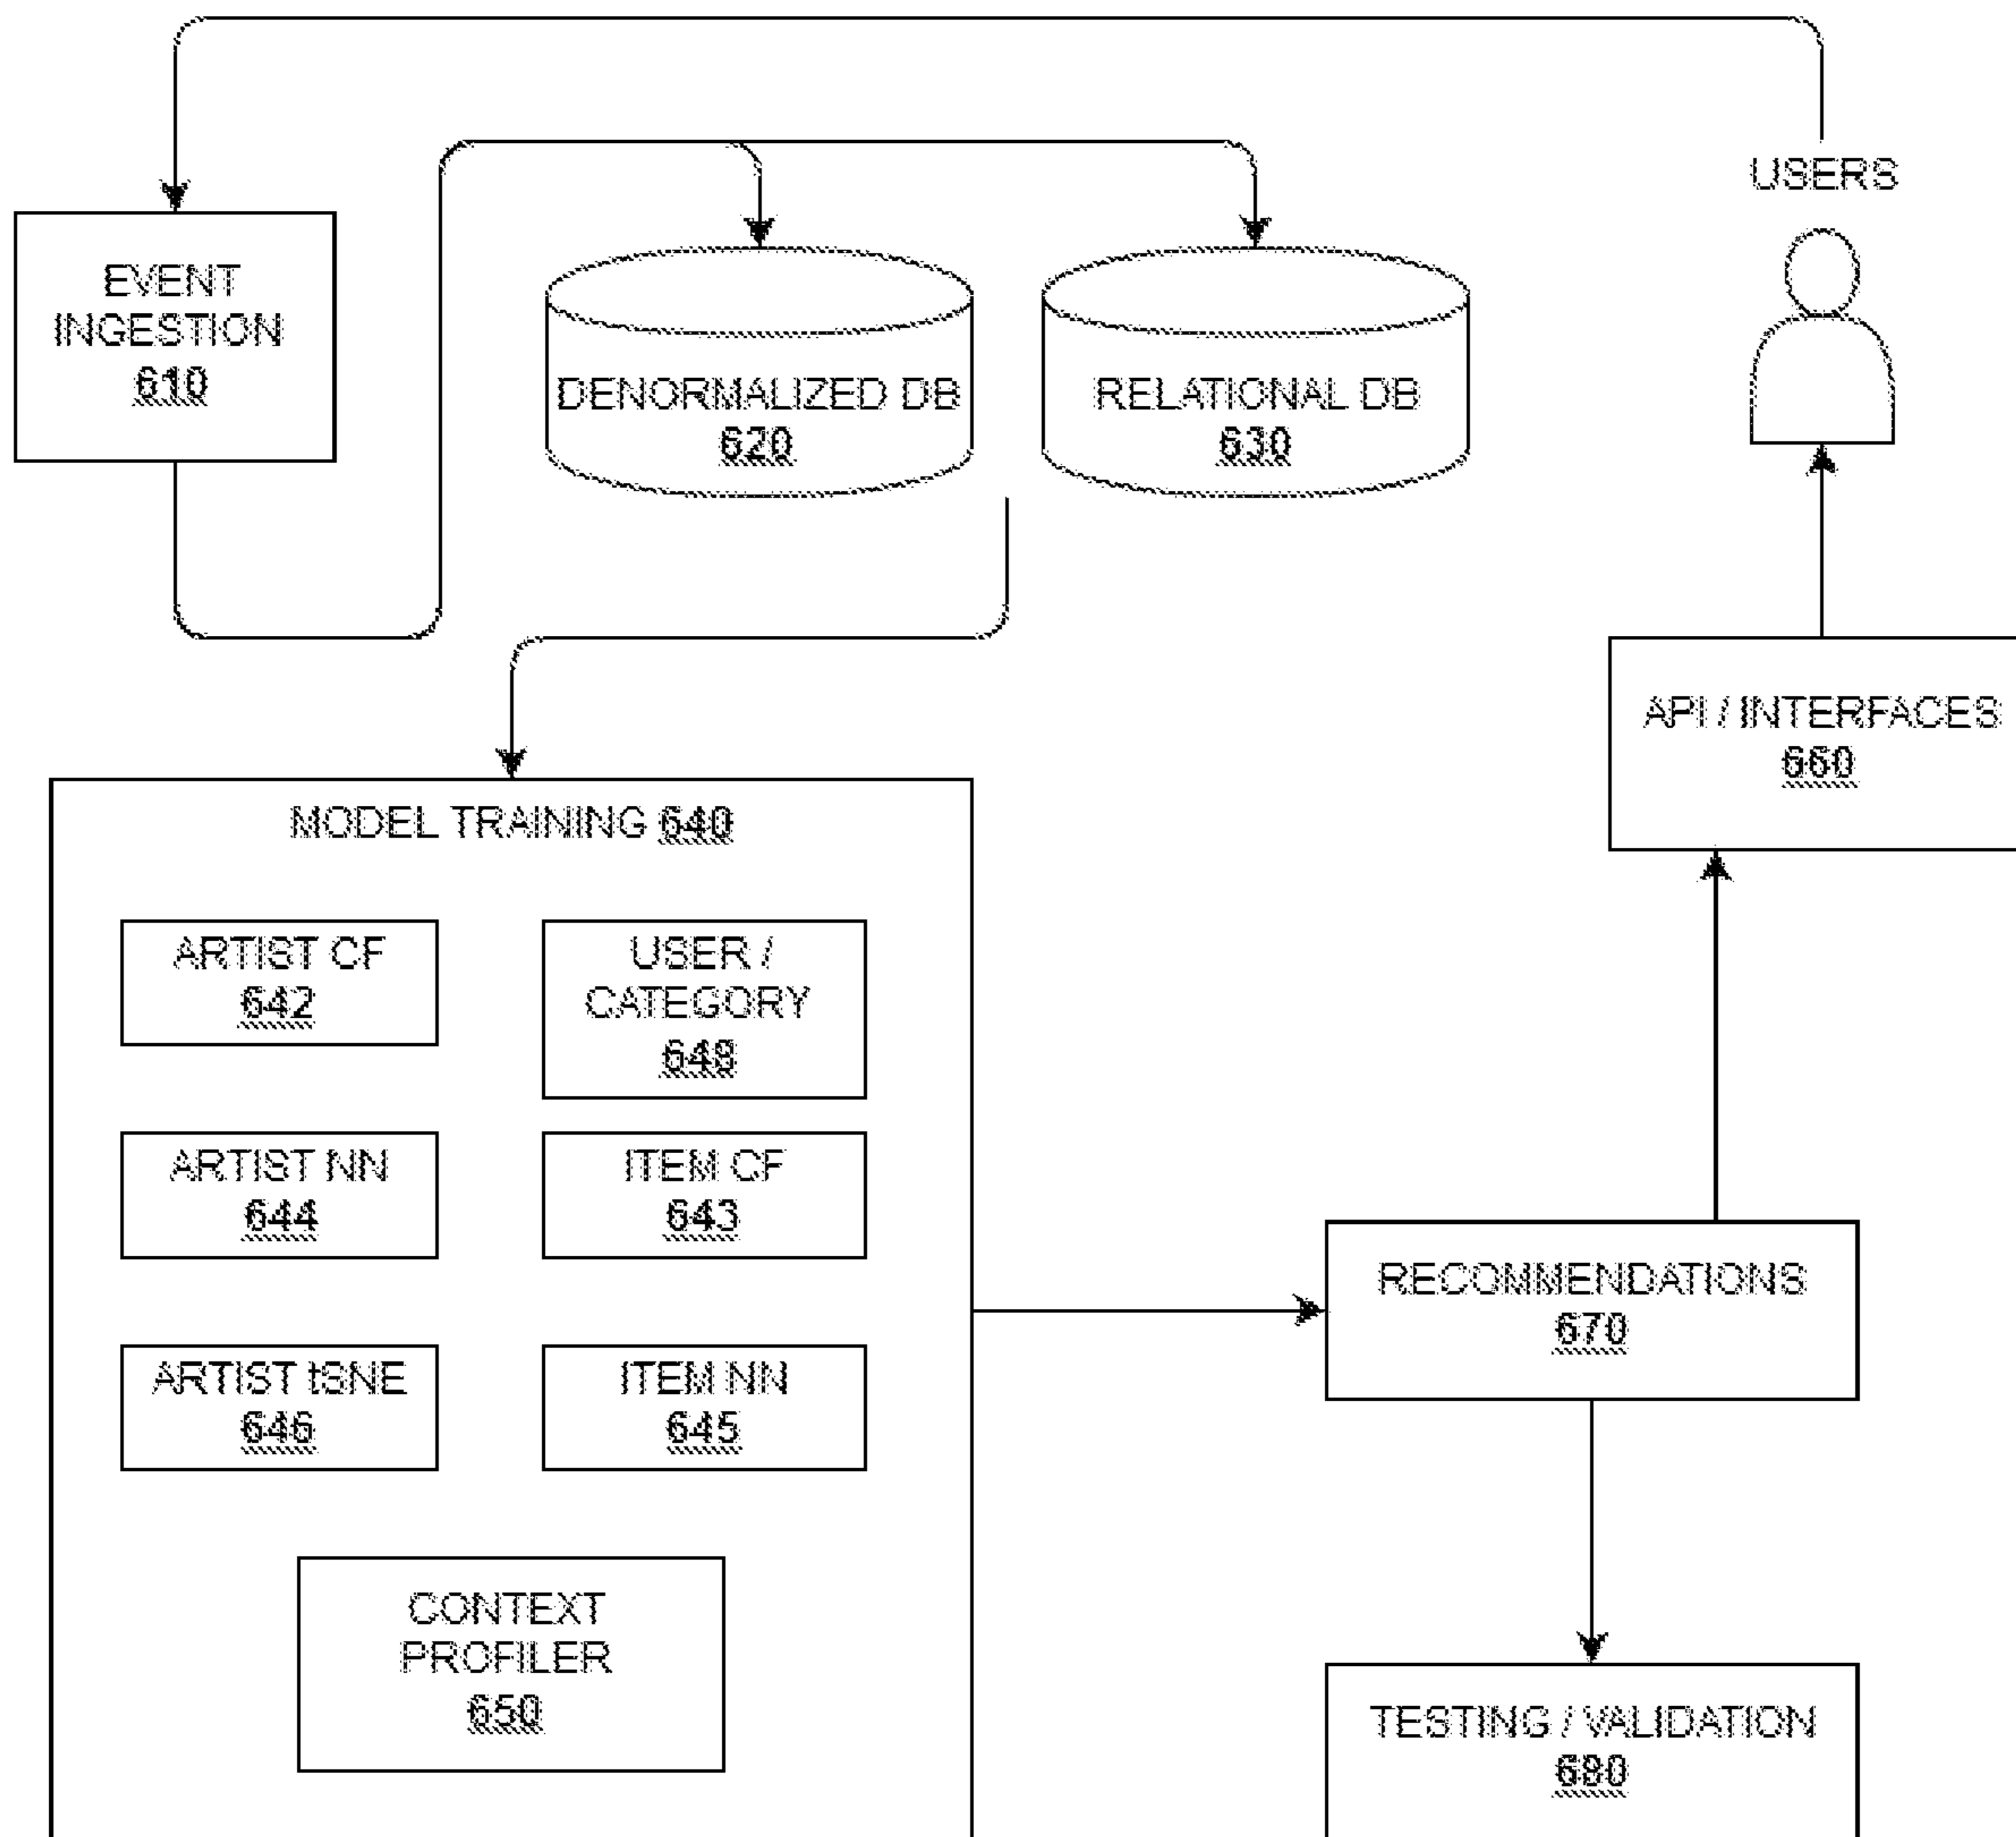 USERS
EVENT
INGESTION
610
DENORMALIZED DB
620
RELATIONAL DB
630
API / INTERFACES
660
MODEL TRAINING 640
ARTIST CF
642
USER /
CATEGORY
648
ARTIST NN
644
ITEM CF
643
ARTIST tSNE
646
ITEM NN
645
CONTEXT
PROFILER
650
RECOMMENDATIONS
670
TESTING / VALIDATION
680